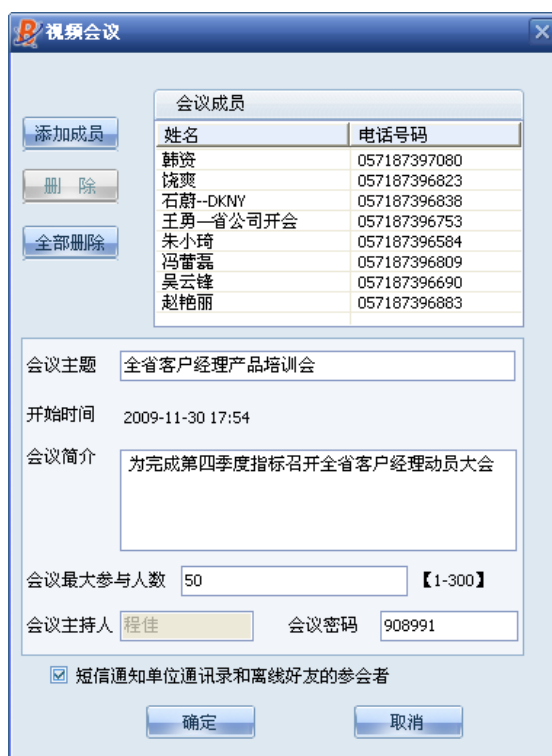 视频会议
会议成员
添加成员
删 除
全部删除
姓名 电话号码
韩资 057187397080
饶爽 057187396823
石蔚--DKNY 057187396838
王勇—省公司开会 057187396753
朱小琦 057187396584
冯蕾磊 057187396809
吴云锋 057187396690
赵艳丽 057187396883
会议主题 全省客户经理产品培训会
开始时间 2009-11-30 17:54
会议简介 为完成第四季度指标召开全省客户经理动员大会
会议最大参与人数 50 【1-300】
会议主持人 程佳 会议密码 908991
短信通知单位通讯录和离线好友的参会者
确定 取消